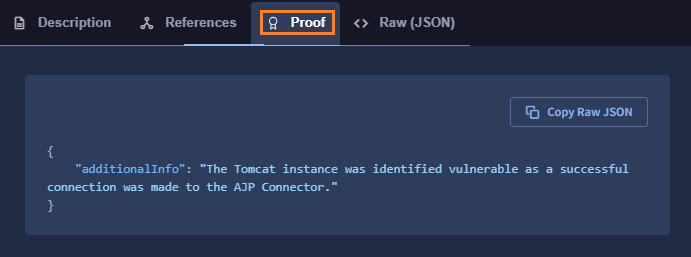 Description References Proof Raw (JSON)
Copy Raw JSON
{
"additionalInfo": "The Tomcat instance was identified vulnerable as a successful
connection was made to the AJP Connector."
}